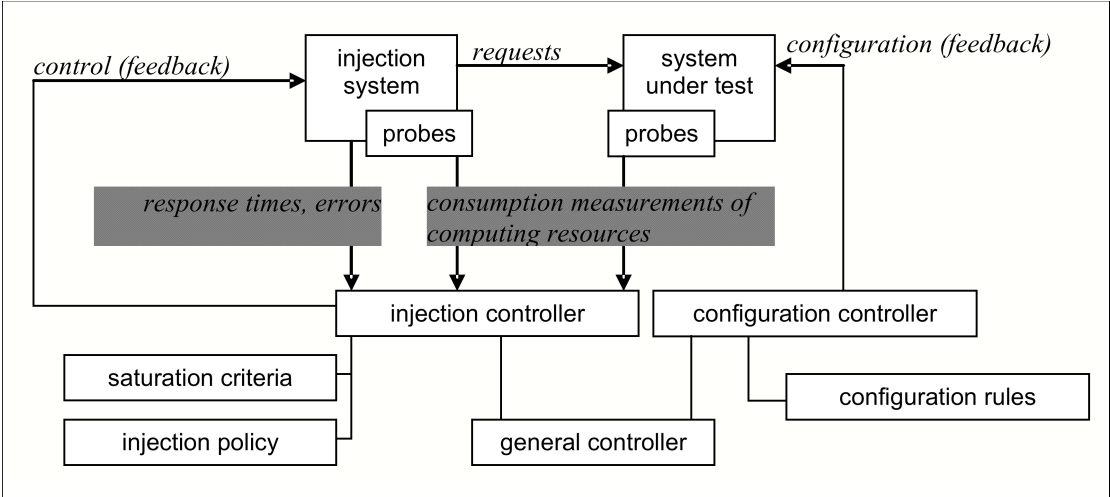 control (feedback)
injection
system
requests
system
under test
configuration (feedback)
probes
probes
response times, errors
consumption measurements of
computing resources
injection controller
configuration controller
saturation criteria
configuration rules
injection policy
general controller